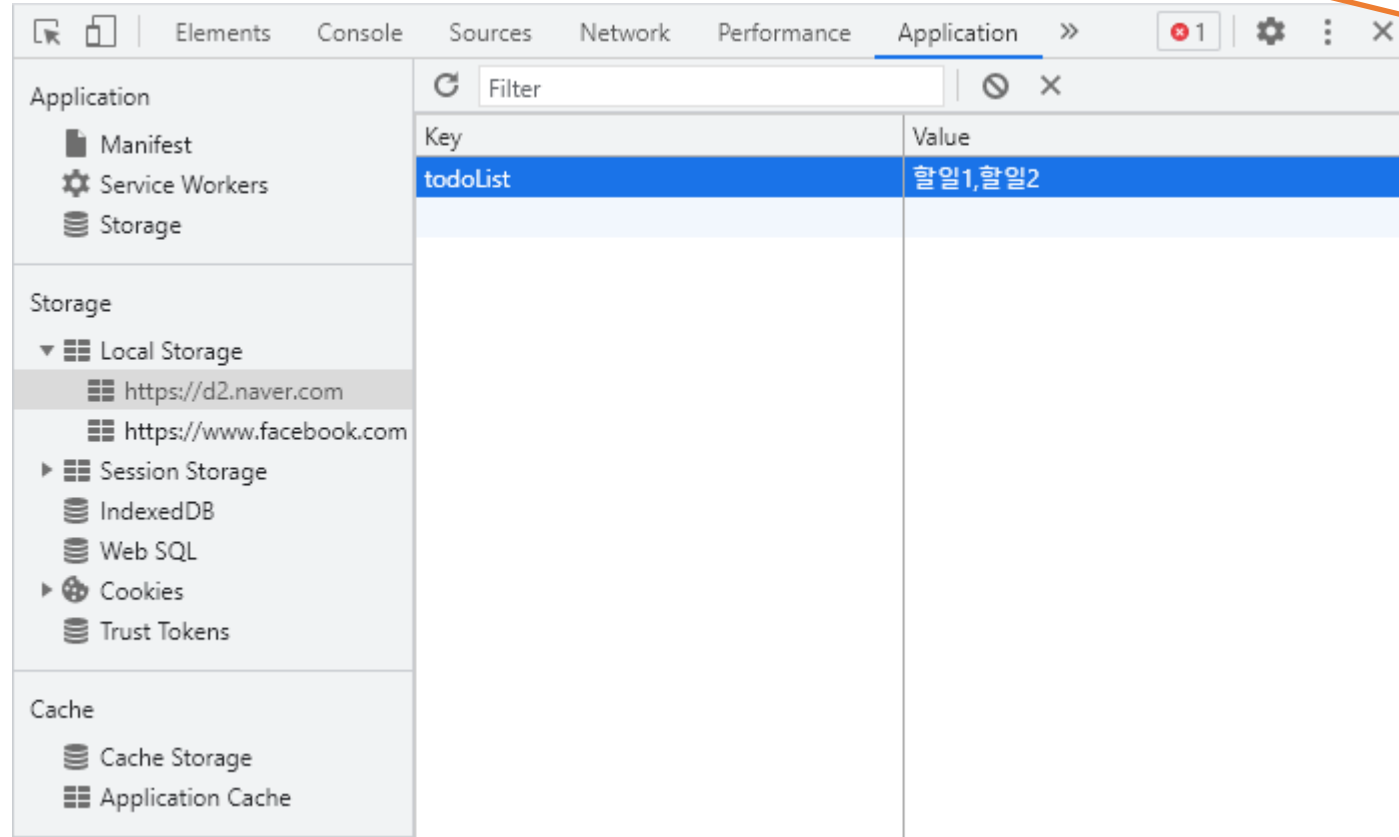 Elements Console Sources Network Performance Application » 1
Application
Manifest
Service Workers
Storage
Storage
Local Storage
https://d2.naver.com
https://www.facebook.com
Session Storage
IndexedDB
Web SQL
Cookies
Trust Tokens
Cache
Cache Storage
Application Cache
Filter
Key Value
todoList 할일1,할일2